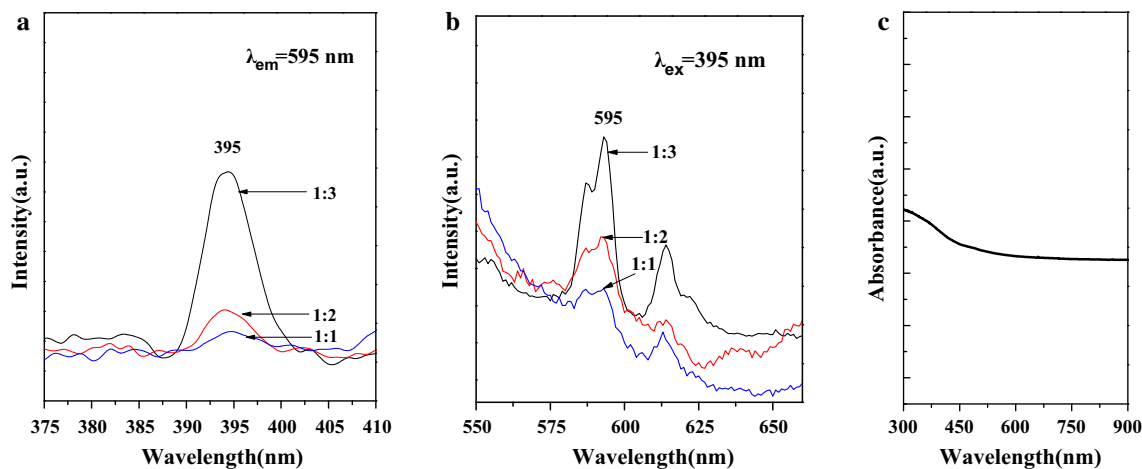 a
λem=595 nm
395
1:3
1:2
1:1
Intensity(a.u.)
375 380 385 390 395 400 405 410
Wavelength(nm)
b
λex=395 nm
595
1:3
1:2
1:1
Intensity(a.u.)
550 575 600 625 650
Wavelength(nm)
c
Absorbance(a.u.)
300 450 600 750 900
Wavelength(nm)